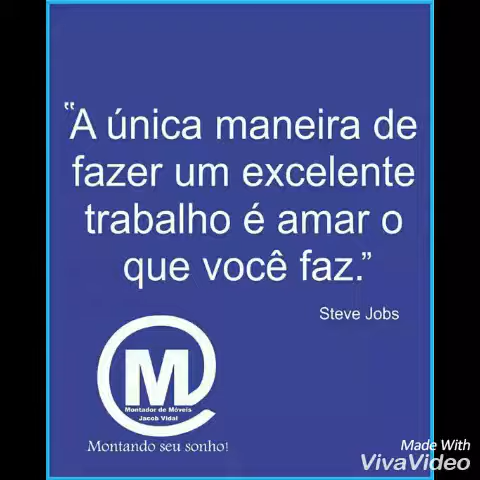 "A única maneira de
fazer um excelente
trabalho é amar o
que você faz."
Steve Jobs
M
Montador de Móveis
Jacob Vidal
Montando seu sonho!
Made With
VivaVideo